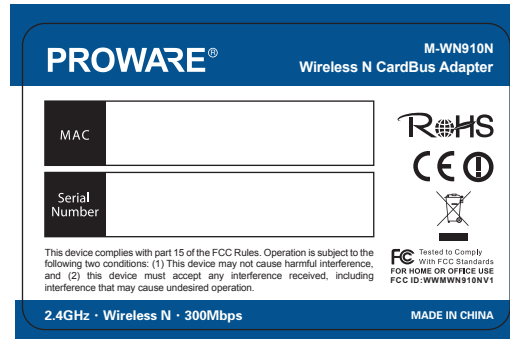 PROWARE®
M-WN910N
Wireless N CardBus Adapter
MAC
Serial
Number
RoHS
CE
This device complies with part 15 of the FCC Rules. Operation is subject to the
following two conditions: (1) This device may not cause harmful interference,
and (2) this device must accept any interference received, including
interference that may cause undesired operation.
FC Tested to Comply
With FCC Standards
FOR HOME OR OFFICE USE
FCC ID:WWMWN910NV1
2.4GHz · Wireless N · 300Mbps
MADE IN CHINA